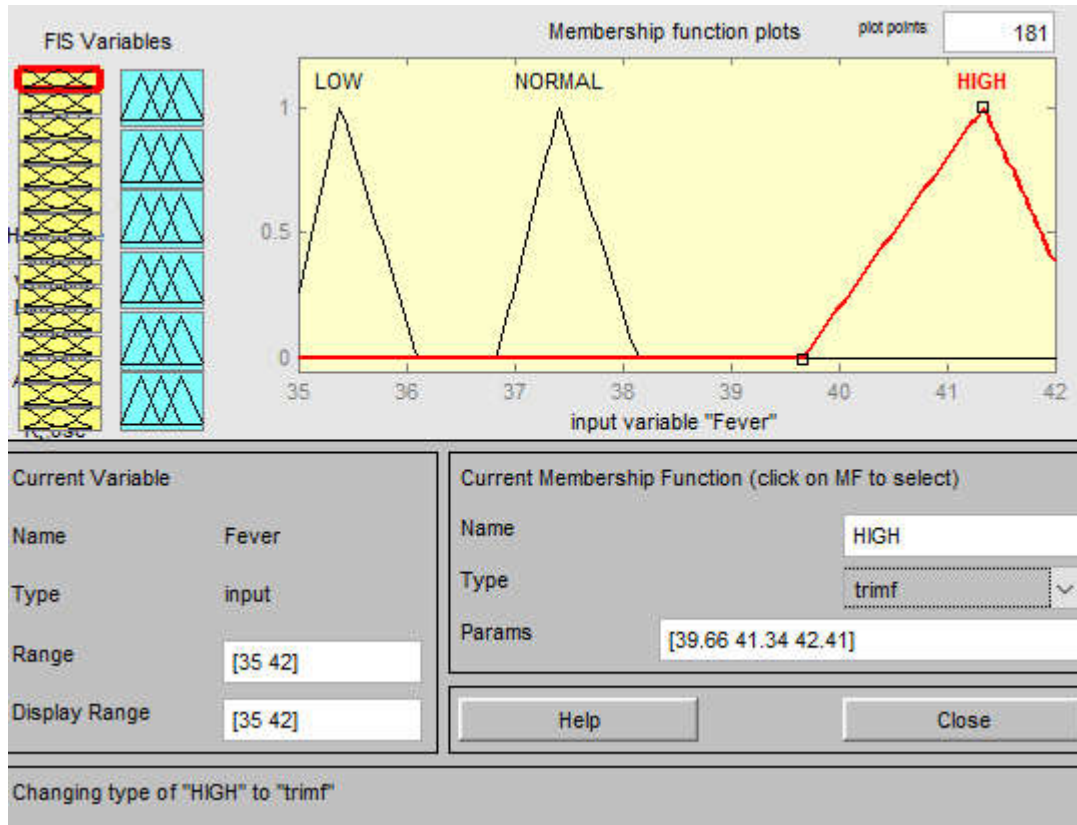 FIS Variables
Membership function plots
plot points:
181
LOW
NORMAL
HIGH
1
0.5
0
35
36
37
38
39
40
41
42
input variable "Fever"
Current Variable
Name
Fever
Type
input
Range
[35 42]
Display Range
[35 42]
Current Membership Function (click on MF to select)
Name
HIGH
Type
trimf
Params
[39.66 41.34 42.41]
Help
Close
Changing type of "HIGH" to "trimf"